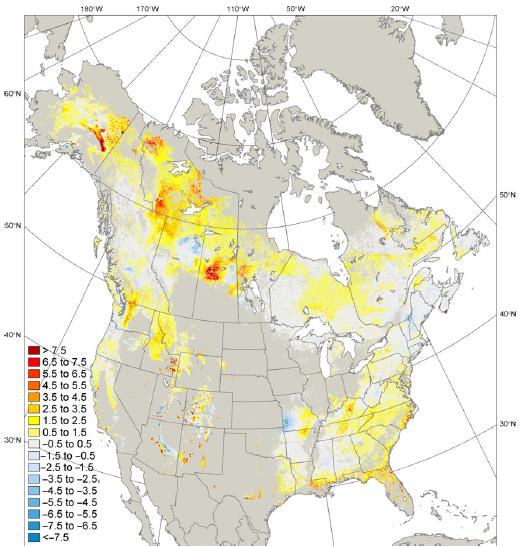 180°W 170°W 110°W 50°W 20°W
60°N
50°N
50°N
40°N
40°N
30°N
30°N
> 7.5
6.5 to 7.5
5.5 to 6.5
4.5 to 5.5
3.5 to 4.5
2.5 to 3.5
1.5 to 2.5
0.5 to 1.5
−0.5 to 0.5
−1.5 to −0.5
−2.5 to −1.5
−3.5 to −2.5
−4.5 to −3.5
−5.5 to −4.5
−6.5 to −5.5
−7.5 to −6.5
<−7.5